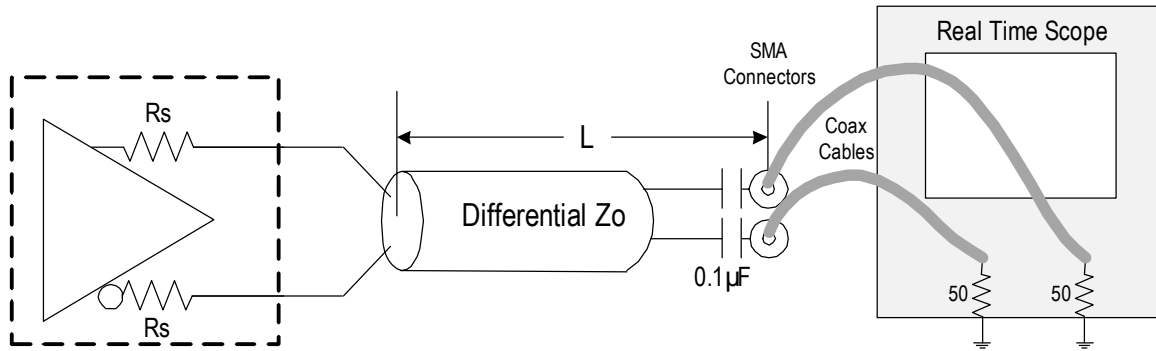 Real Time Scope
SMA
Connectors
Rs
L
Coax
Cables
Differential Zo
0.1µF
50
50
Rs